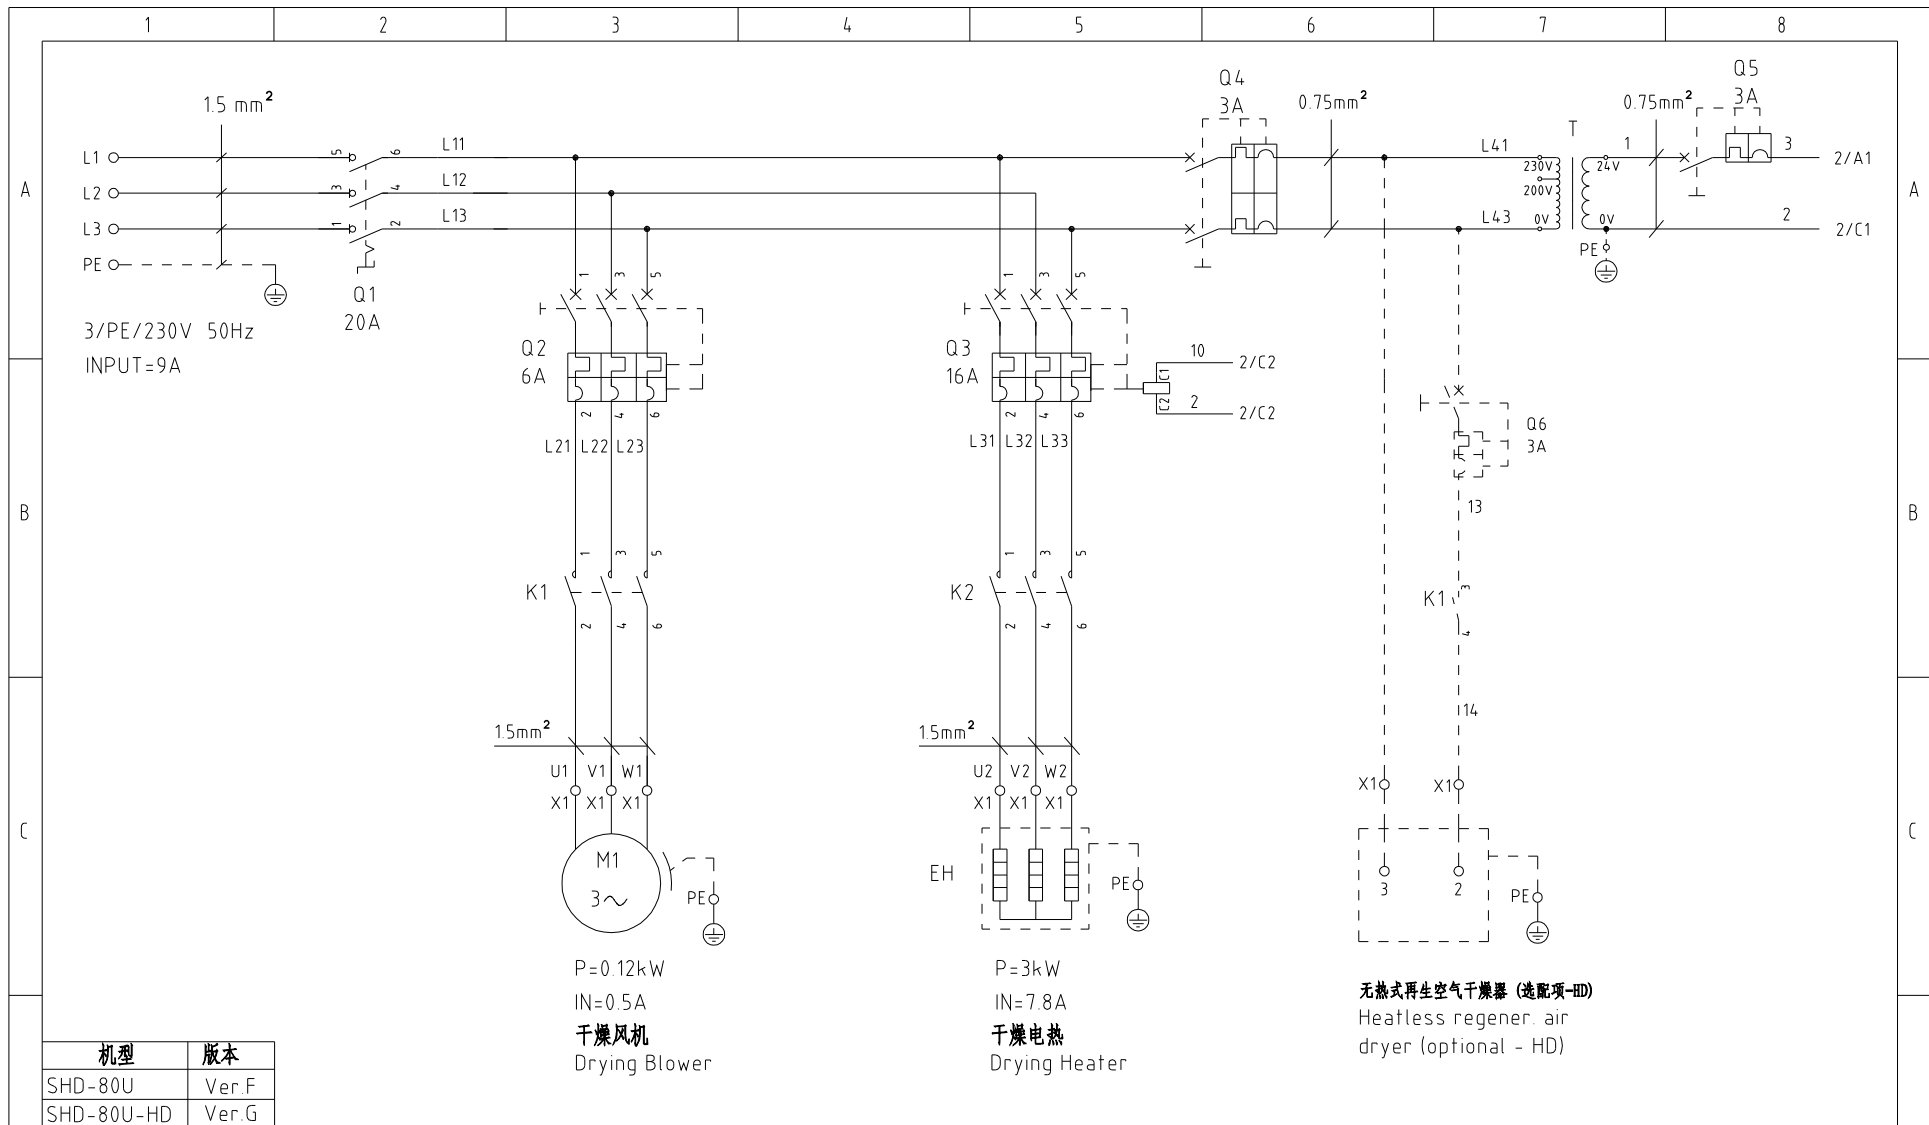 1 2 3 4 5 6 7 8
A
B
C
A
B
C
1.5 mm²
L1
L2
L3
PE
3/PE/230V 50Hz
INPUT=9A
5 6
3 4
1 2
Q1
20A
L11
L12
L13
1 3 5
Q2
6A
2 4 6
L21 L22 L23
1 3 5
K1
2 4 6
1.5mm²
U1 V1 W1
X1 X1 X1
M1
3~
PE
P=0.12kW
IN=0.5A
干燥风机
Drying Blower
1 3 5
Q3
16A
2 4 6
C1
C2
10
2/C2
2
2/C2
L31 L32 L33
1 3 5
K2
2 4 6
1.5mm²
U2 V2 W2
X1 X1 X1
EH
PE
P=3kW
IN=7.8A
干燥电热
Drying Heater
Q4
3A
0.75mm²
L41
L43
T
230V
200V
0V
24V
0V
PE
1
0.75mm²
Q5
3A
3
2/A1
2
2/C1
Q6
3A
13
3
K1
4
14
X1 X1
3 2
PE
无热式再生空气干燥器 (选配项-HD)
Heatless regener. air
dryer (optional - HD)
机型 版本
SHD-80U Ver.F
SHD-80U-HD Ver.G